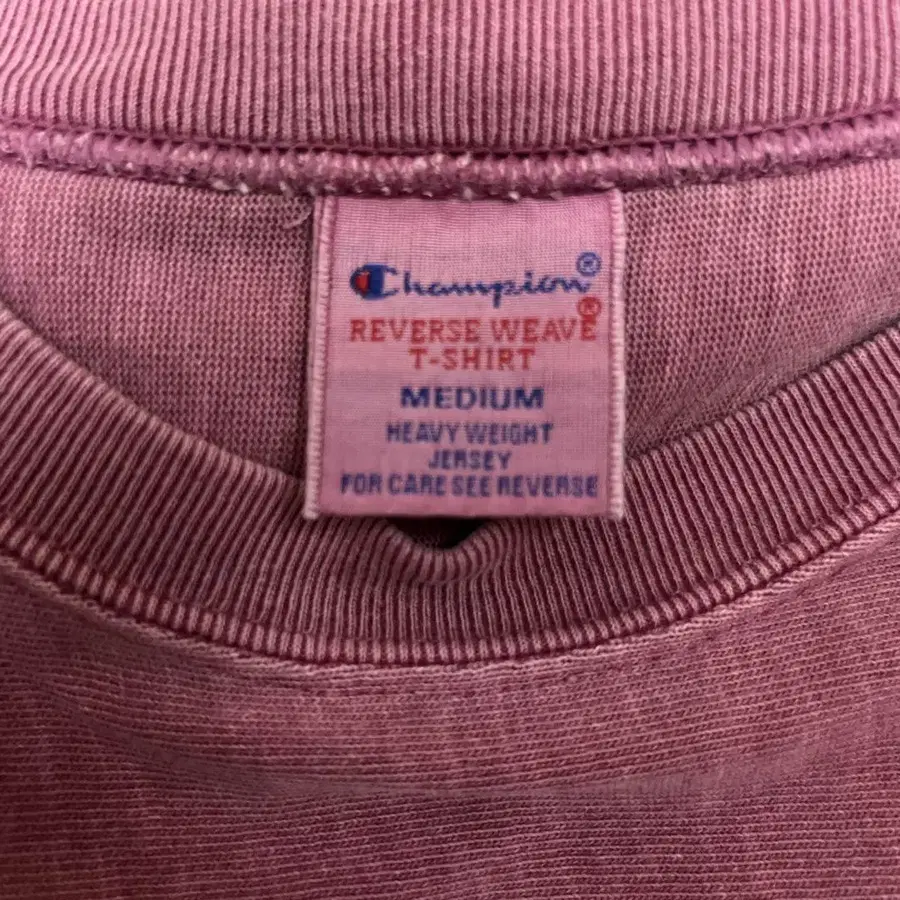 Champion®
REVERSE WEAVE®
T-SHIRT
MEDIUM
HEAVY WEIGHT
JERSEY
FOR CARE SEE REVERSE